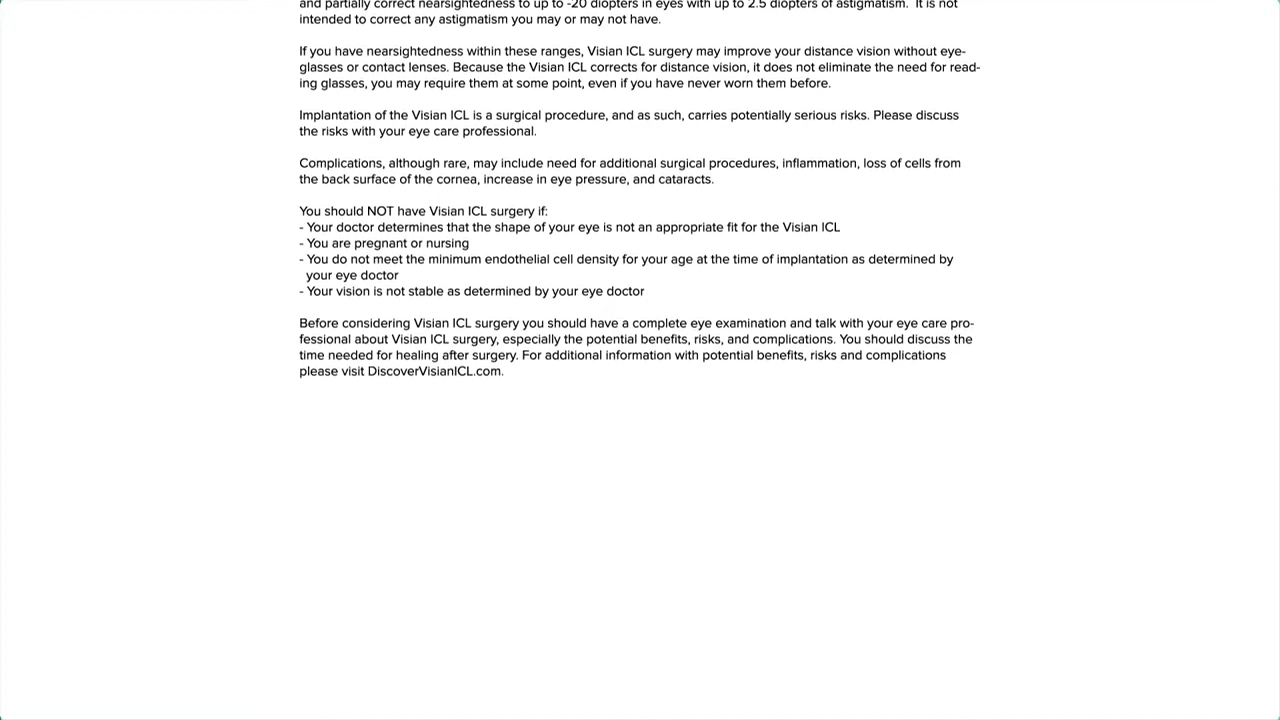 and partially correct nearsightedness to up to -20 diopters in eyes with up to 2.5 diopters of astigmatism. It is not
intended to correct any astigmatism you may or may not have.
If you have nearsightedness within these ranges, Visian ICL surgery may improve your distance vision without eye-
glasses or contact lenses. Because the Visian ICL corrects for distance vision, it does not eliminate the need for read-
ing glasses, you may require them at some point, even if you have never worn them before.
Implantation of the Visian ICL is a surgical procedure, and as such, carries potentially serious risks. Please discuss
the risks with your eye care professional.
Complications, although rare, may include need for additional surgical procedures, inflammation, loss of cells from
the back surface of the cornea, increase in eye pressure, and cataracts.
You should NOT have Visian ICL surgery if:
- Your doctor determines that the shape of your eye is not an appropriate fit for the Visian ICL
- You are pregnant or nursing
- You do not meet the minimum endothelial cell density for your age at the time of implantation as determined by
your eye doctor
- Your vision is not stable as determined by your eye doctor
Before considering Visian ICL surgery you should have a complete eye examination and talk with your eye care pro-
fessional about Visian ICL surgery, especially the potential benefits, risks, and complications. You should discuss the
time needed for healing after surgery. For additional information with potential benefits, risks and complications
please visit DiscoverVisianICL.com.